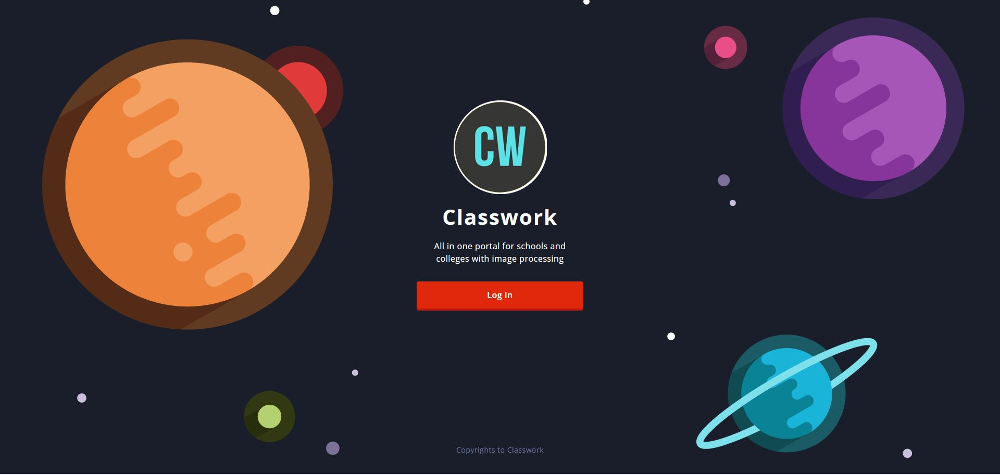 CW
Classwork
All in one portal for schools and
colleges with image processing
Log In
Copyrights to Classwork